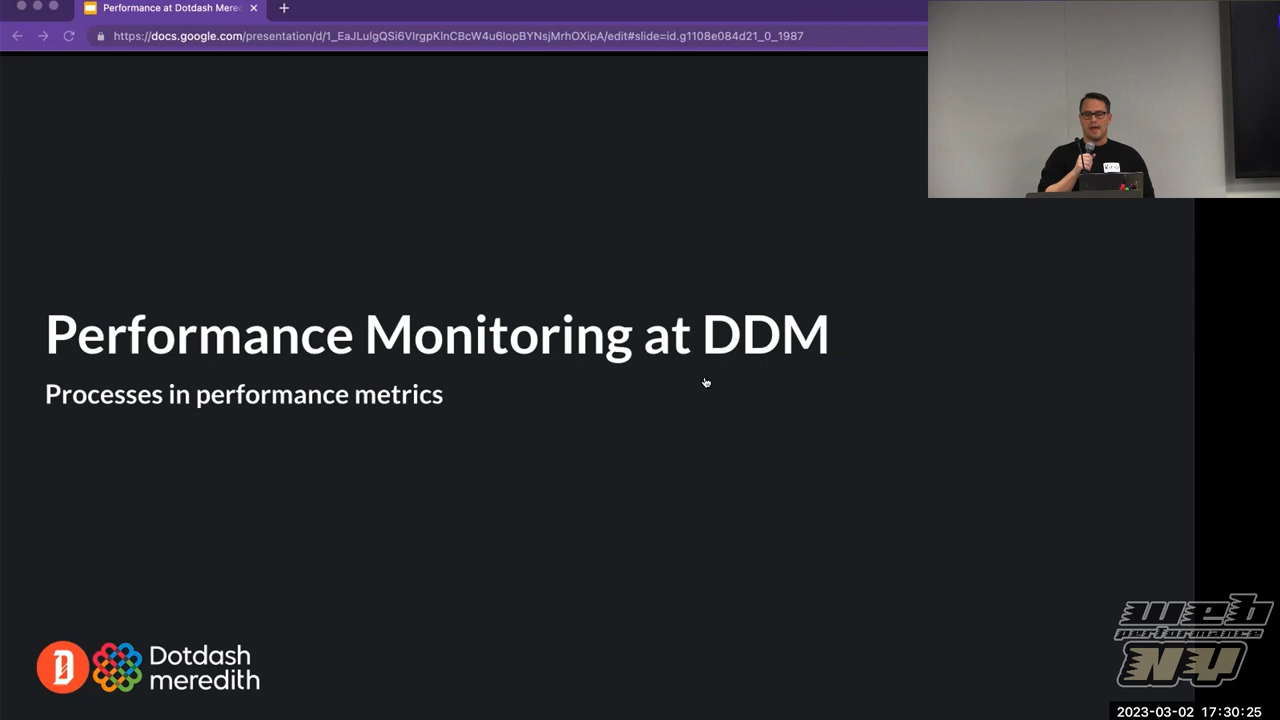 Performance at Dotdash Mere
https://docs.google.com/presentation/d/1_EaJLulgQSi6VlrgpKlnCBcW4u6lopBYNsjMrhOXipA/edit#slide=id.g1108e084d21_0_1987
Performance Monitoring at DDM
Processes in performance metrics
Dotdash
meredith
web
performance
NY
2023-03-02 17:30:25